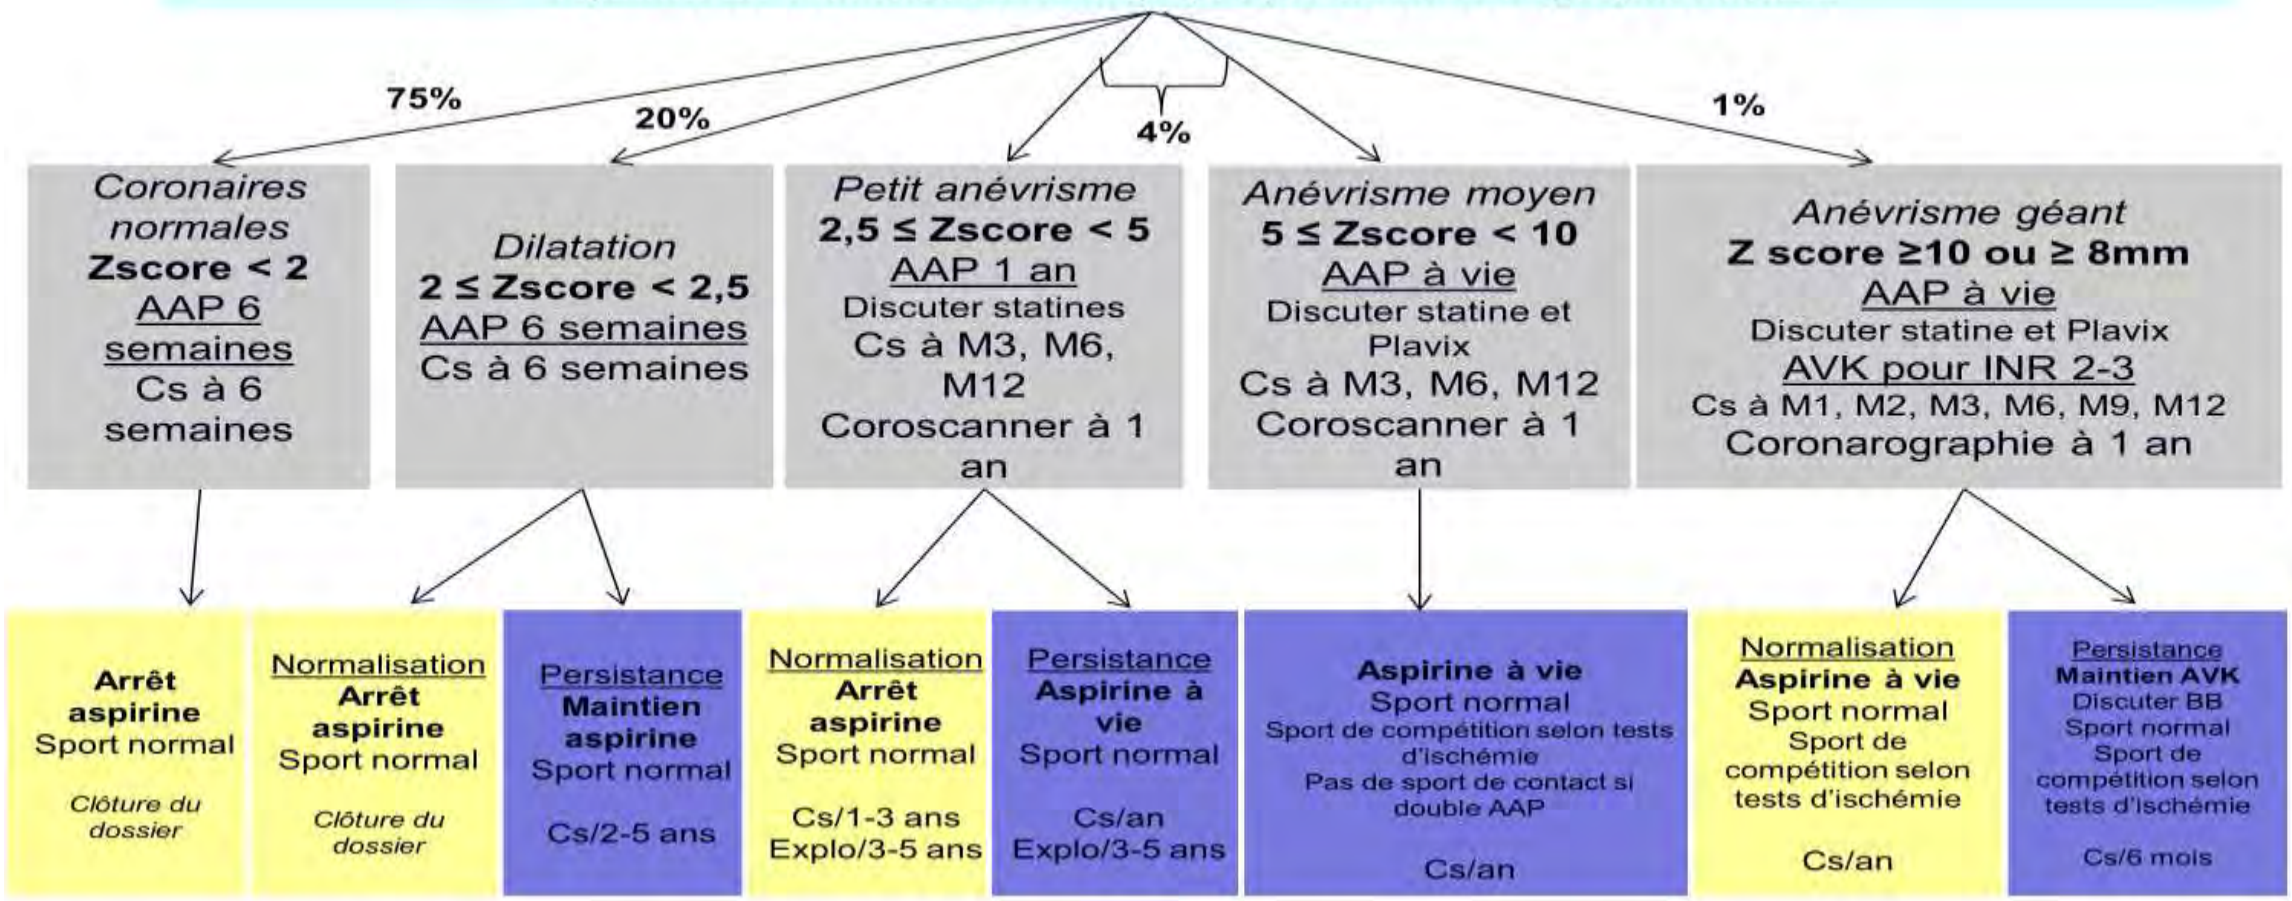 75%
20%
4%
1%
Coronaires
normales
Zscore < 2
AAP 6
semaines
Cs à 6
semaines
Dilatation
2 ≤ Zscore < 2,5
AAP 6 semaines
Cs à 6 semaines
Petit anévrisme
2,5 ≤ Zscore < 5
AAP 1 an
Discuter statines
Cs à M3, M6,
M12
Coroscanner à 1
an
Anévrisme moyen
5 ≤ Zscore < 10
AAP à vie
Discuter statine et
Plavix
Cs à M3, M6, M12
Coroscanner à 1
an
Anévrisme géant
Z score ≥10 ou ≥ 8mm
AAP à vie
Discuter statine et Plavix
AVK pour INR 2-3
Cs à M1, M2, M3, M6, M9, M12
Coronarographie à 1 an
Arrêt
aspirine
Sport normal
Clôture du
dossier
Normalisation
Arrêt
aspirine
Sport normal
Clôture du
dossier
Persistance
Maintien
aspirine
Sport normal
Cs/2-5 ans
Normalisation
Arrêt
aspirine
Sport normal
Cs/1-3 ans
Explo/3-5 ans
Persistance
Aspirine à
vie
Sport normal
Cs/an
Explo/3-5 ans
Aspirine à vie
Sport normal
Sport de compétition selon tests
d'ischémie
Pas de sport de contact si
double AAP
Cs/an
Normalisation
Aspirine à vie
Sport normal
Sport de
compétition selon
tests d'ischémie
Cs/an
Persistance
Maintien AVK
Discuter BB
Sport normal
Sport de
compétition selon
tests d'ischémie
Cs/6 mois